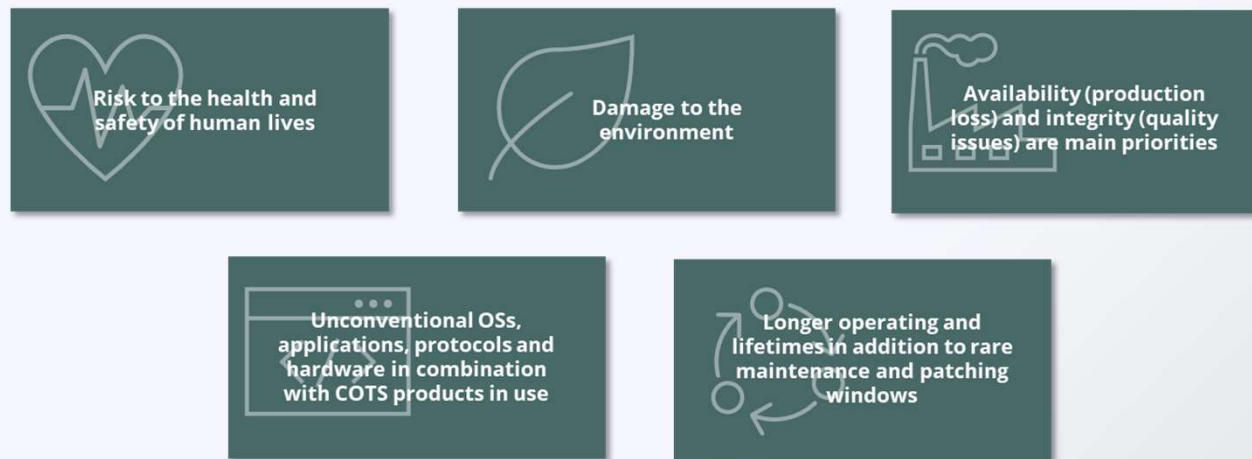 Risk to the health and
safety of human lives
Damage to the
environment
Availability (production
loss) and integrity (quality
issues) are main priorities
Unconventional OSs,
applications, protocols and
hardware in combination
with COTS products in use
Longer operating and
lifetimes in addition to rare
maintenance and patching
windows